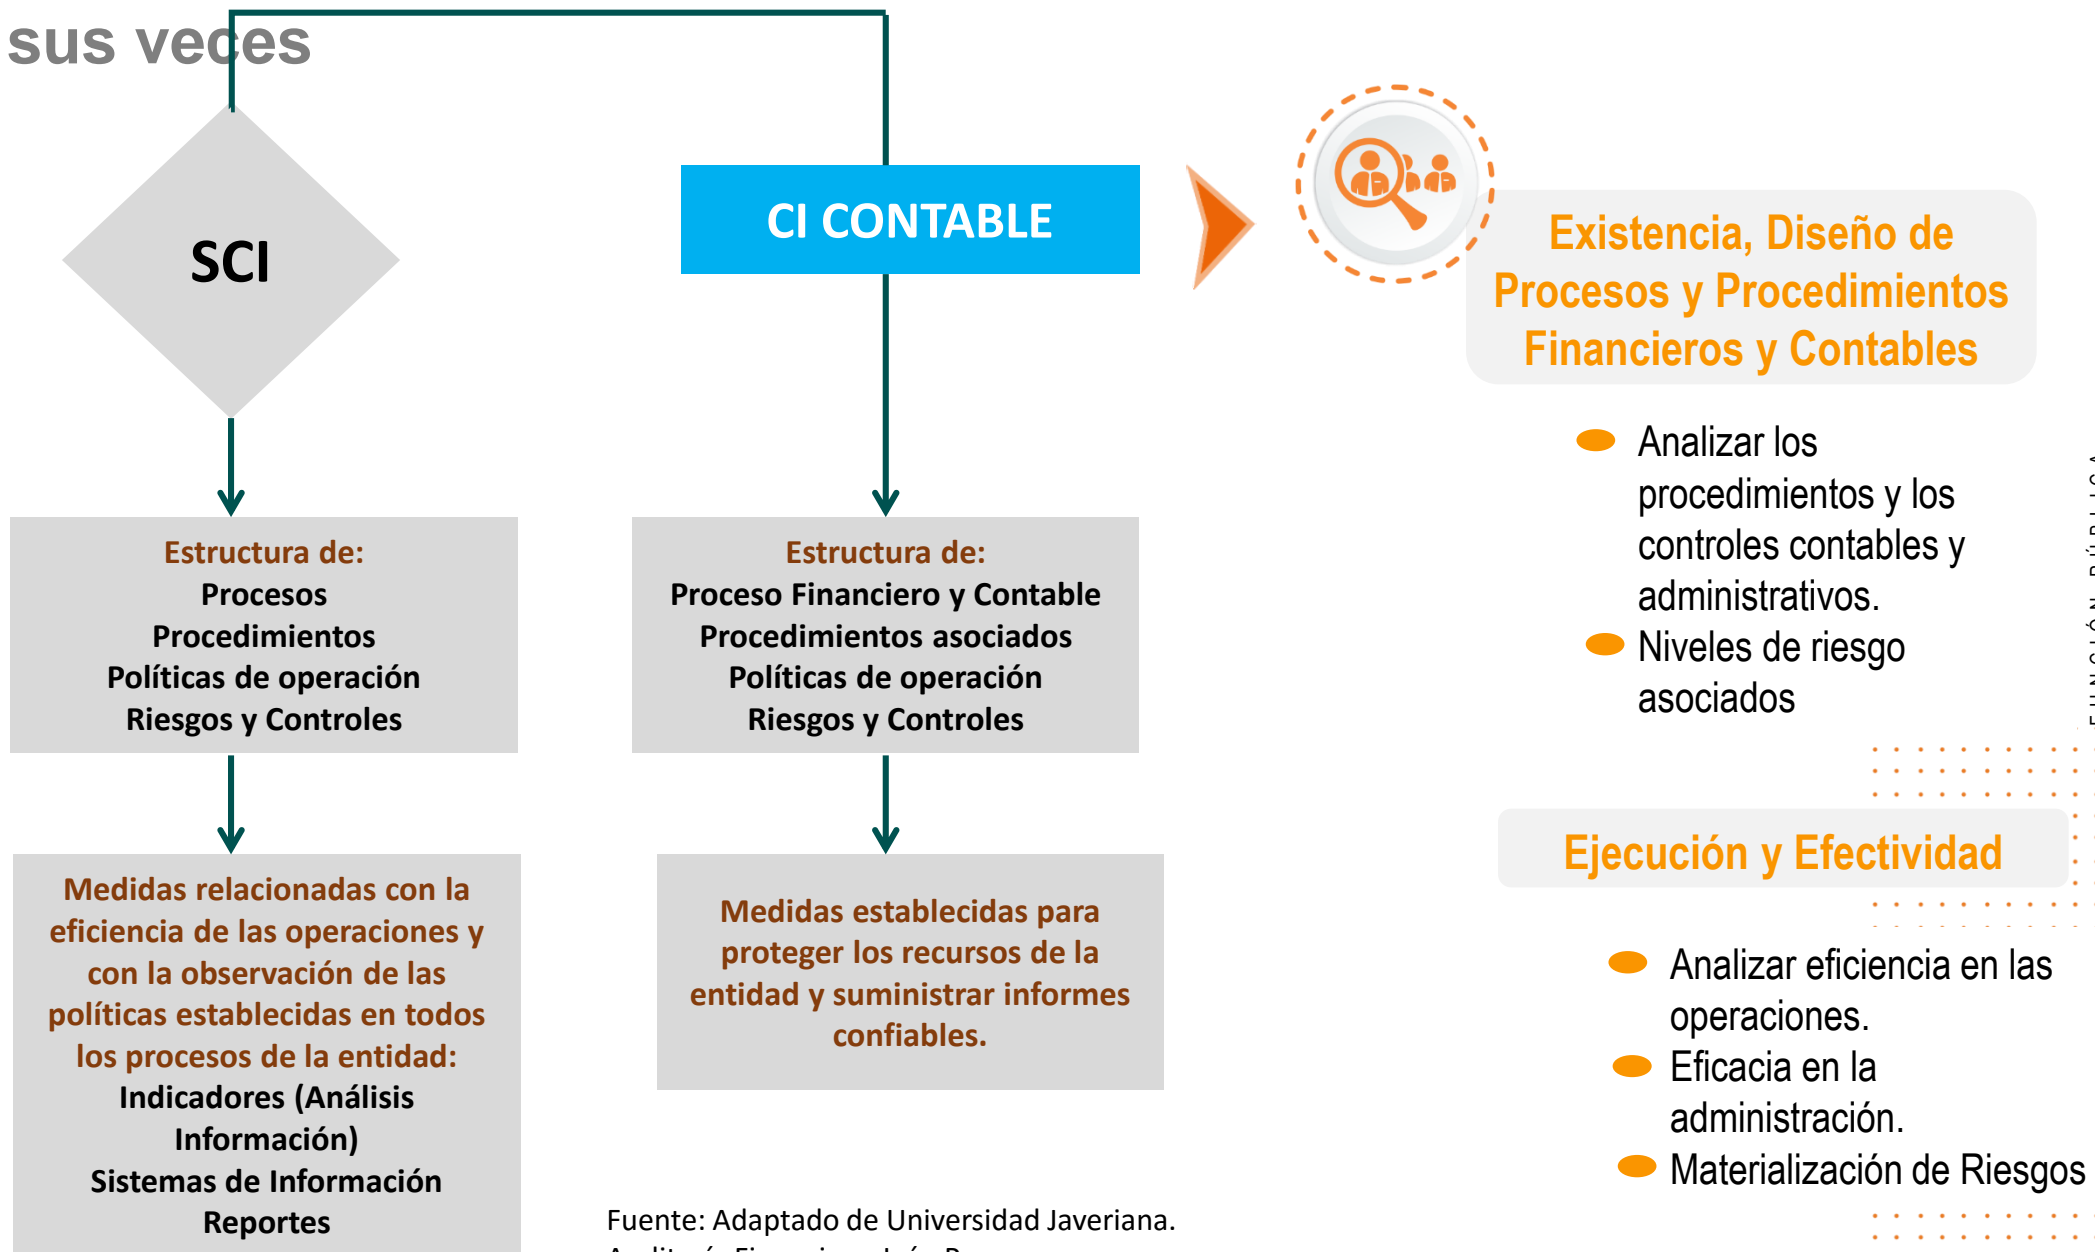 sus veces
SCI
Estructura de:
Procesos
Procedimientos
Políticas de operación
Riesgos y Controles
Medidas relacionadas con la
eficiencia de las operaciones y
con la observación de las
políticas establecidas en todos
los procesos de la entidad:
Indicadores (Análisis
Información)
Sistemas de Información
Reportes
CI CONTABLE
Estructura de:
Proceso Financiero y Contable
Procedimientos asociados
Políticas de operación
Riesgos y Controles
Medidas establecidas para
proteger los recursos de la
entidad y suministrar informes
confiables.
Fuente: Adaptado de Universidad Javeriana.
Existencia, Diseño de
Procesos y Procedimientos
Financieros y Contables
Analizar los
procedimientos y los
controles contables y
administrativos.
Niveles de riesgo
asociados
Ejecución y Efectividad
Analizar eficiencia en las
operaciones.
Eficacia en la
administración.
Materialización de Riesgos